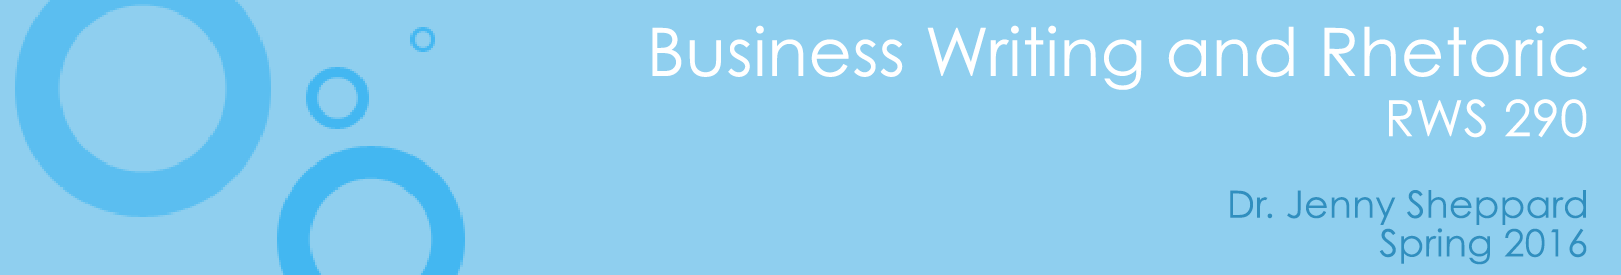 Business Writing and Rhetoric
RWS 290
Dr. Jenny Sheppard
Spring 2016